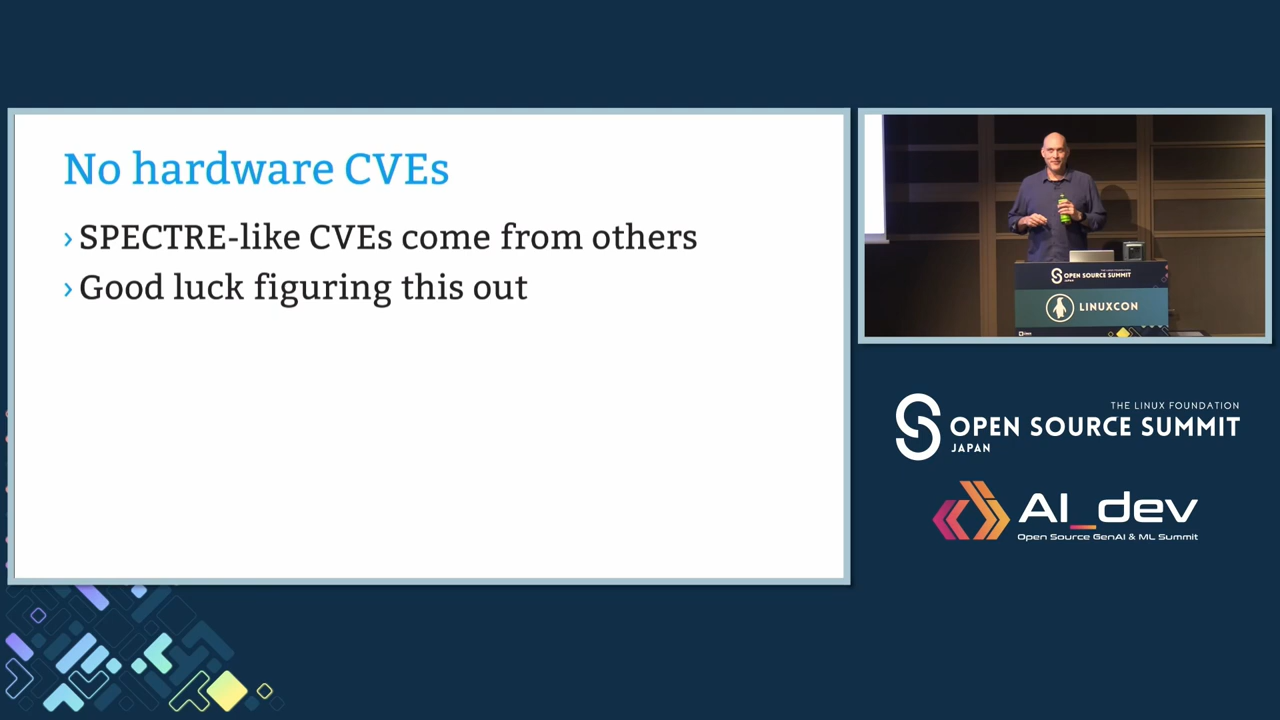 No hardware CVEs
› SPECTRE-like CVEs come from others
› Good luck figuring this out
OPEN SOURCE SUMMIT
JAPAN
LINUXCON
THE LINUX FOUNDATION
OPEN SOURCE SUMMIT
JAPAN
AI_dev
Open Source GenAI & ML Summit